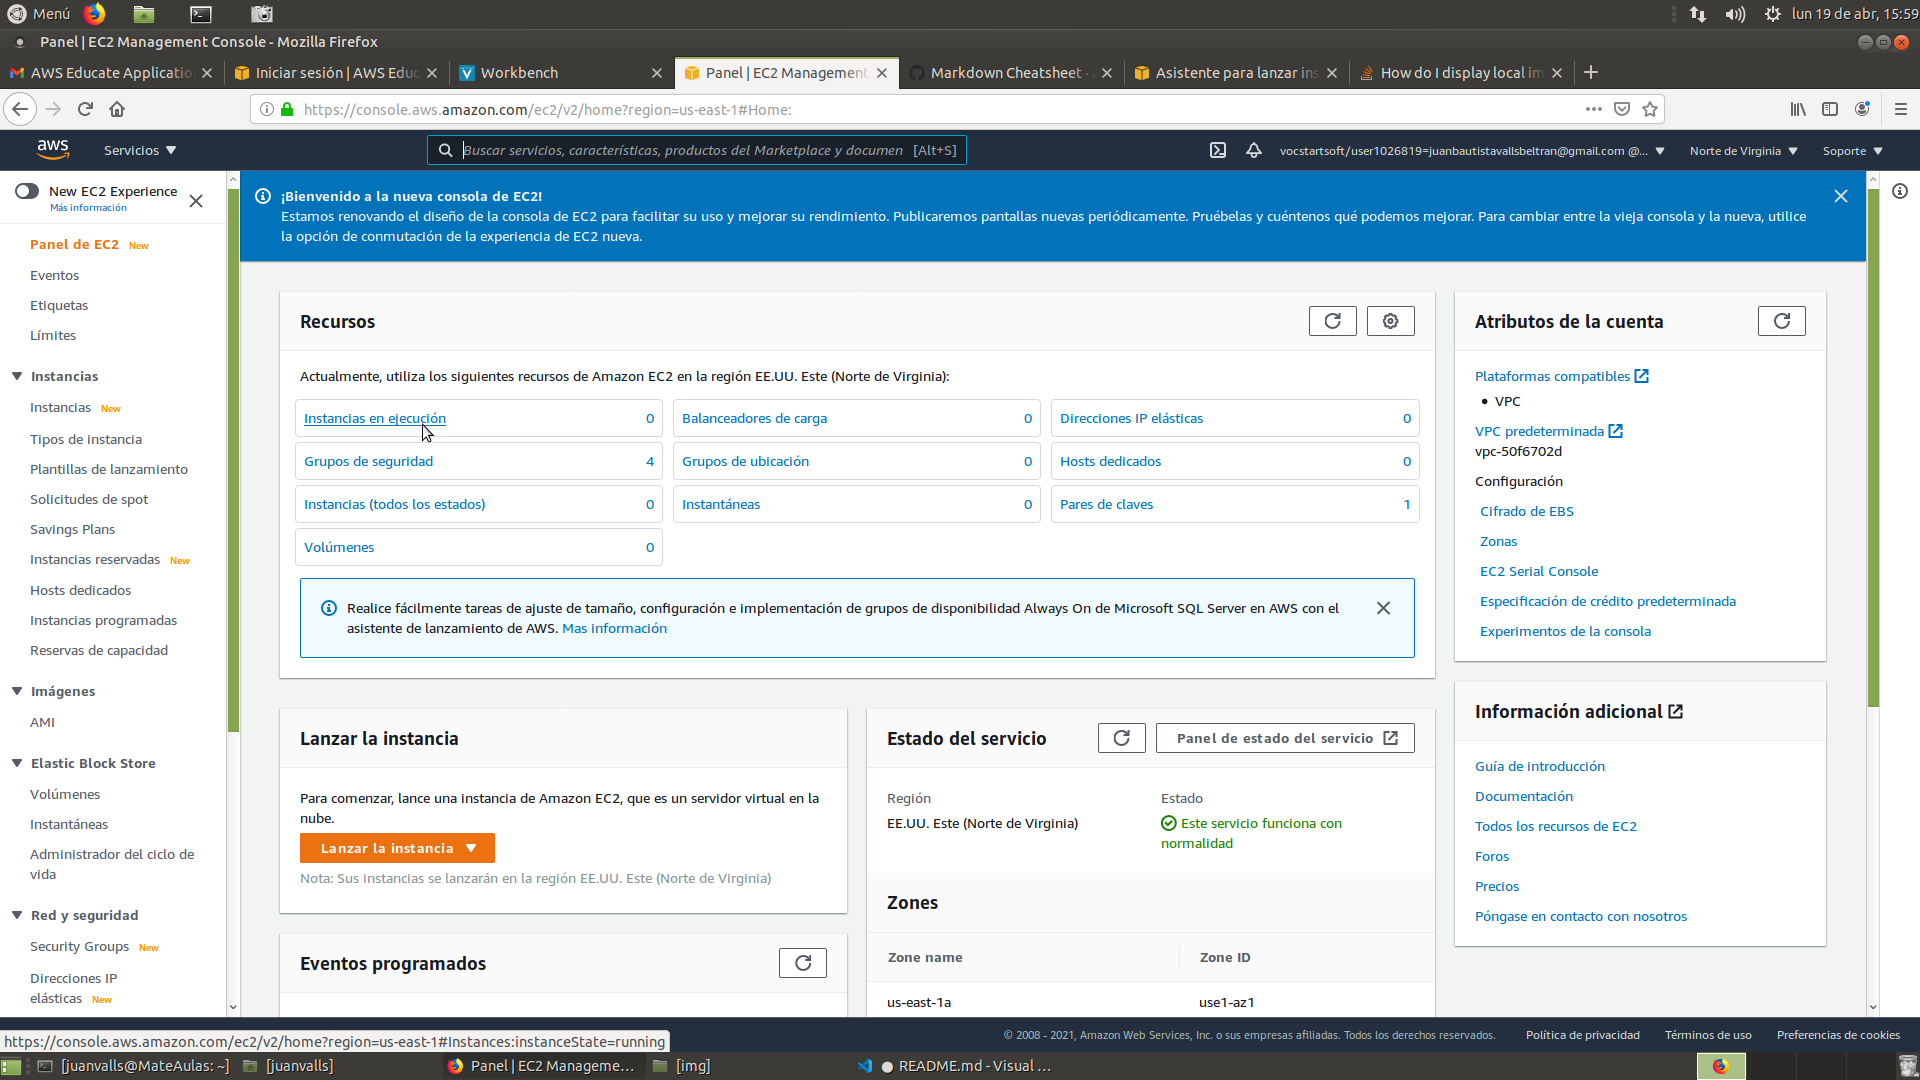 Menú
lun 19 de abr, 15:59
Panel | EC2 Management Console - Mozilla Firefox
AWS Educate Applicatio
Iniciar sesión | AWS Educ
Workbench
Panel | EC2 Management
Markdown Cheatsheet ·
Asistente para lanzar ins
How do I display local im
https://console.aws.amazon.com/ec2/v2/home?region=us-east-1#Home:
aws
Servicios
Buscar servicios, características, productos del Marketplace y documen
[Alt+S]
vocstartsoft/user1026819=juanbautistavallsbeltran@gmail.com @...
Norte de Virginia
Soporte
New EC2 Experience
Más información
Panel de EC2 New
Eventos
Etiquetas
Límites
Instancias
Instancias New
Tipos de instancia
Plantillas de lanzamiento
Solicitudes de spot
Savings Plans
Instancias reservadas New
Hosts dedicados
Instancias programadas
Reservas de capacidad
Imágenes
AMI
Elastic Block Store
Volúmenes
Instantáneas
Administrador del ciclo de
vida
Red y seguridad
Security Groups New
Direcciones IP
elásticas New
¡Bienvenido a la nueva consola de EC2!
Estamos renovando el diseño de la consola de EC2 para facilitar su uso y mejorar su rendimiento. Publicaremos pantallas nuevas periódicamente. Pruébelas y cuéntenos qué podemos mejorar. Para cambiar entre la vieja consola y la nueva, utilice
la opción de conmutación de la experiencia de EC2 nueva.
Recursos
Actualmente, utiliza los siguientes recursos de Amazon EC2 en la región EE.UU. Este (Norte de Virginia):
Instancias en ejecución 0
Balanceadores de carga 0
Direcciones IP elásticas 0
Grupos de seguridad 4
Grupos de ubicación 0
Hosts dedicados 0
Instancias (todos los estados) 0
Instantáneas 0
Pares de claves 1
Volúmenes 0
Realice fácilmente tareas de ajuste de tamaño, configuración e implementación de grupos de disponibilidad Always On de Microsoft SQL Server en AWS con el
asistente de lanzamiento de AWS. Mas información
Lanzar la instancia
Para comenzar, lance una instancia de Amazon EC2, que es un servidor virtual en la
nube.
Lanzar la instancia
Nota: Sus instancias se lanzarán en la región EE.UU. Este (Norte de Virginia)
Eventos programados
Estado del servicio
Panel de estado del servicio
Región
EE.UU. Este (Norte de Virginia)
Estado
Este servicio funciona con
normalidad
Zones
Zone name
Zone ID
us-east-1a
use1-az1
Atributos de la cuenta
Plataformas compatibles
VPC
VPC predeterminada
vpc-50f6702d
Configuración
Cifrado de EBS
Zonas
EC2 Serial Console
Especificación de crédito predeterminada
Experimentos de la consola
Información adicional
Guía de introducción
Documentación
Todos los recursos de EC2
Foros
Precios
Póngase en contacto con nosotros
© 2008 - 2021, Amazon Web Services, Inc. o sus empresas afiliadas. Todos los derechos reservados.
Política de privacidad
Términos de uso
Preferencias de cookies
https://console.aws.amazon.com/ec2/v2/home?region=us-east-1#Instances:instanceState=running
[juanvalls@MateAulas: ~]
[juanvalls]
Panel | EC2 Manageme...
[img]
● README.md - Visual ...